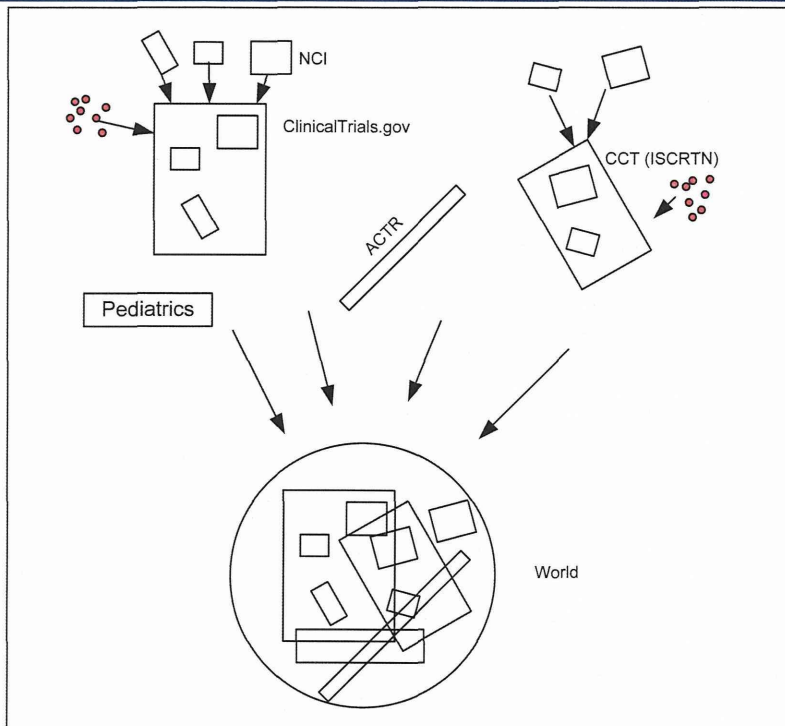 NCI
ClinicalTrials.gov
CCT (ISCRTN)
ACTR
Pediatrics
World